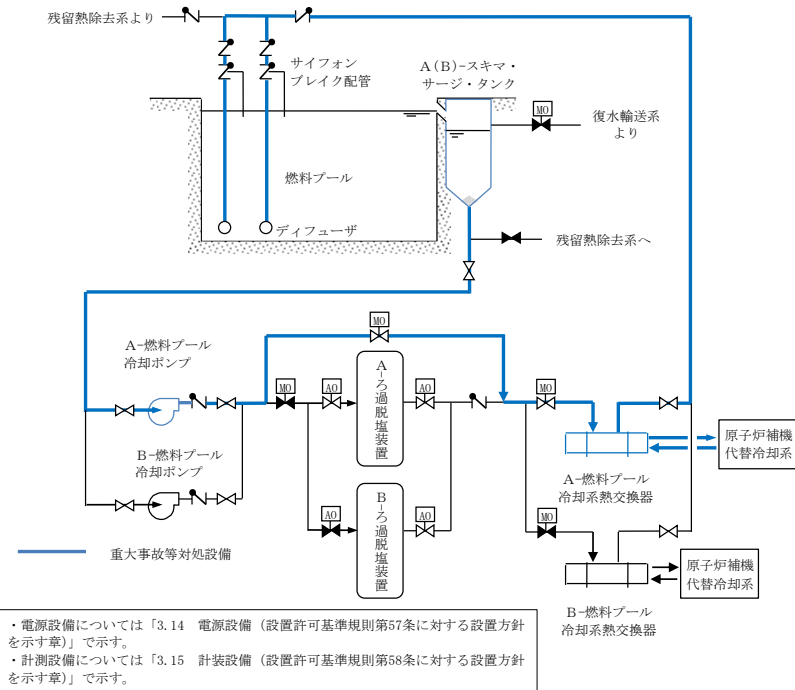 残留熱除去系より
サイフォン
ブレイク配管
A(B)-スキマ・
サージ・タンク
MO
復水輸送系
より
燃料プール
ディフューザ
残留熱除去系へ
MO
A-燃料プール
冷却ポンプ
MO
AO
A-ろ過脱塩装置
AO
MO
原子炉補機
代替冷却系
A-燃料プール
冷却系熱交換器
B-燃料プール
冷却ポンプ
AO
B-ろ過脱塩装置
AO
MO
原子炉補機
代替冷却系
B-燃料プール
冷却系熱交換器
重大事故等対処設備
・電源設備については「3.14 電源設備（設置許可基準規則第57条に対する設置方針
を示す章）」で示す。
・計測設備については「3.15 計装設備（設置許可基準規則第58条に対する設置方針
を示す章）」で示す。